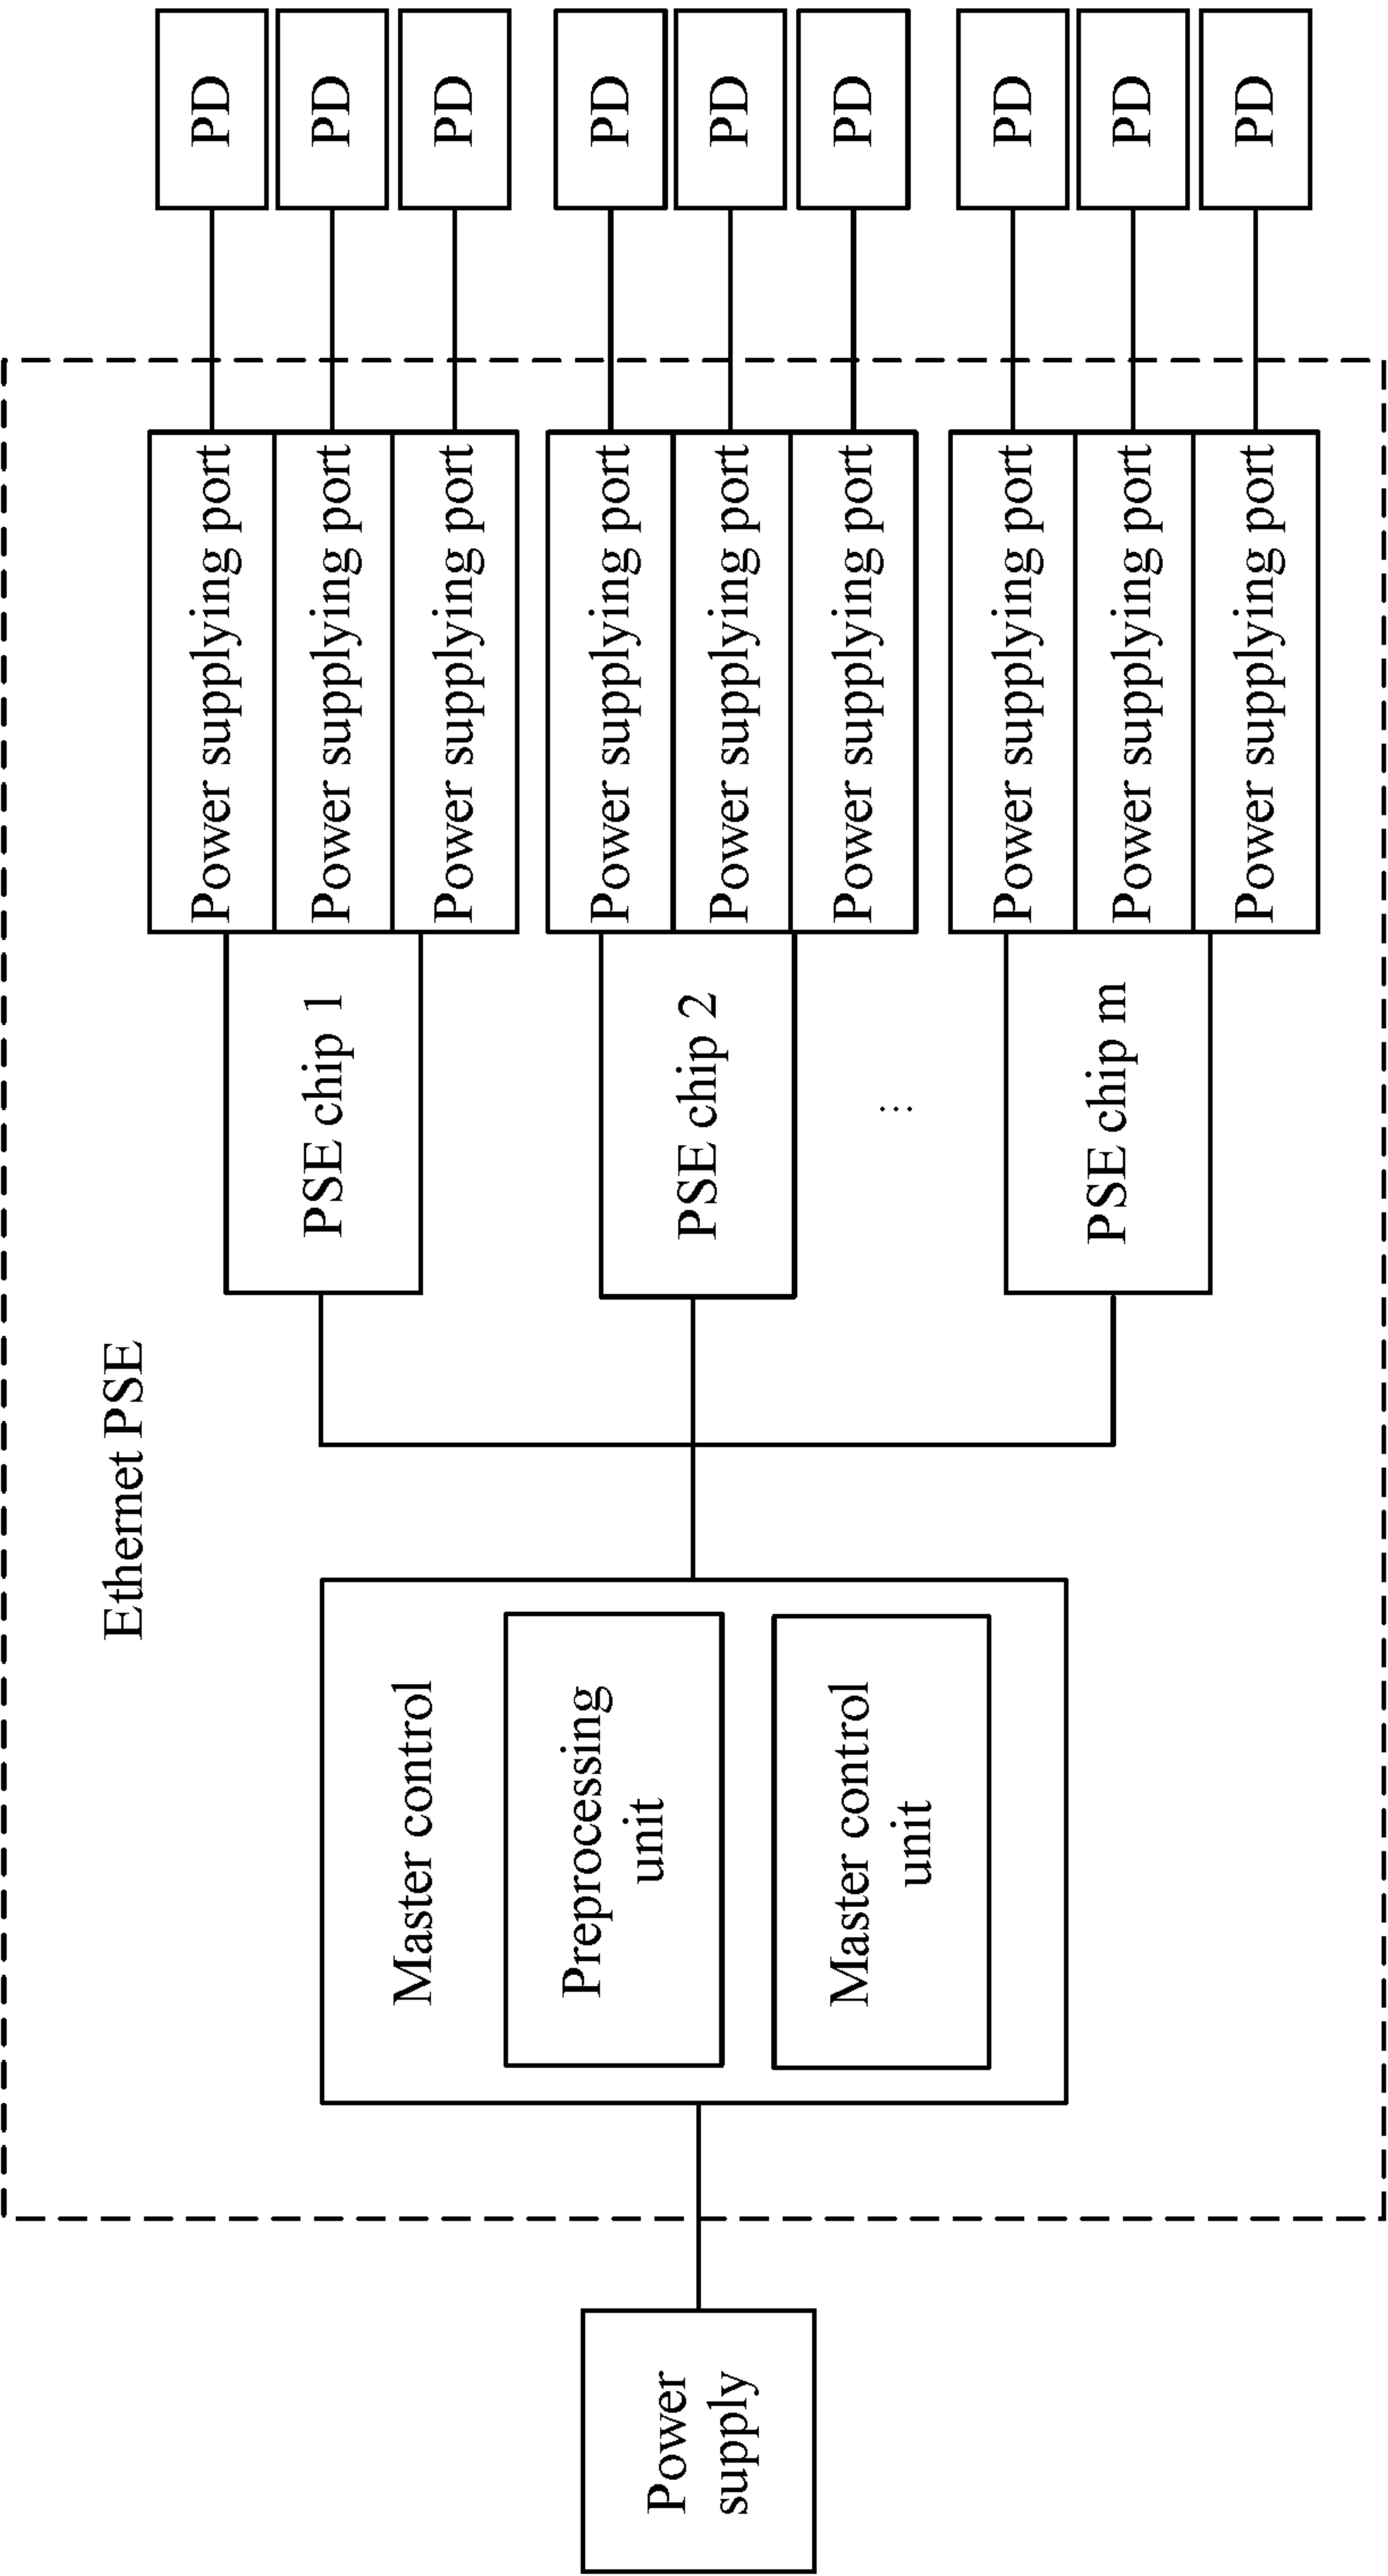 Ethernet PSE
Power
supply
Master control
Preprocessing
unit
Master control
unit
PSE chip 1
Power supplying port
Power supplying port
Power supplying port
PD
PD
PD
PSE chip 2
Power supplying port
Power supplying port
Power supplying port
PD
PD
PD
...
PSE chip m
Power supplying port
Power supplying port
Power supplying port
PD
PD
PD